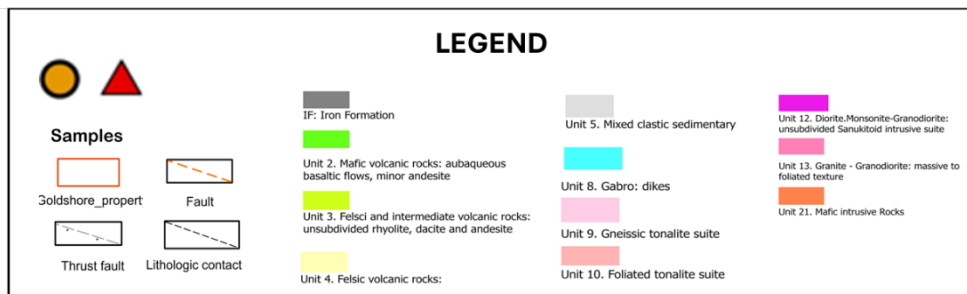 LEGEND
Samples
Goldshore_propert
Fault
Thrust fault
Lithologic contact
IF: Iron Formation
Unit 2. Mafic volcanic rocks: aubaqueous
basaltic flows, minor andesite
Unit 3. Felsci and intermediate volcanic rocks:
unsubdivided rhyolite, dacite and andesite
Unit 4. Felsic volcanic rocks:
Unit 5. Mixed clastic sedimentary
Unit 8. Gabro: dikes
Unit 9. Gneissic tonalite suite
Unit 10. Foliated tonalite suite
Unit 12. Diorite.Monsonite-Granodiorite:
unsubdivided Sanukitoid intrusive suite
Unit 13. Granite - Granodiorite: massive to
foliated texture
Unit 21. Mafic intrusive Rocks